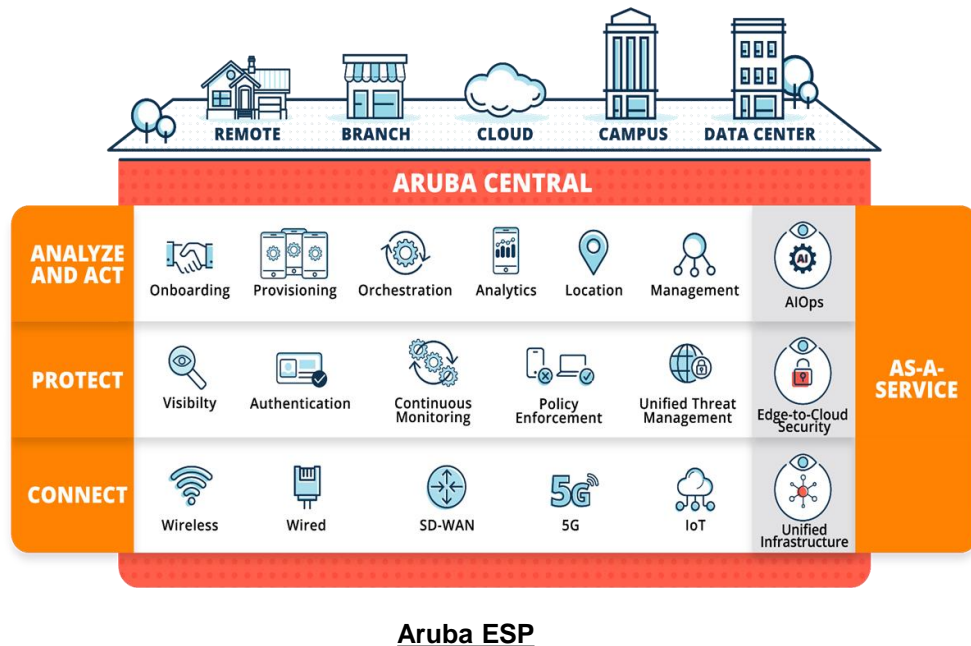 REMOTE BRANCH CLOUD CAMPUS DATA CENTER
ARUBA CENTRAL
ANALYZE
AND ACT
Onboarding Provisioning Orchestration Analytics Location Management
AI
AIOps
PROTECT
Visibilty Authentication Continuous
Monitoring Policy
Enforcement Unified Threat
Management Edge-to-Cloud
Security
AS-A-
SERVICE
CONNECT
Wireless Wired SD-WAN 5G
5G IoT Unified
Infrastructure
Aruba ESP